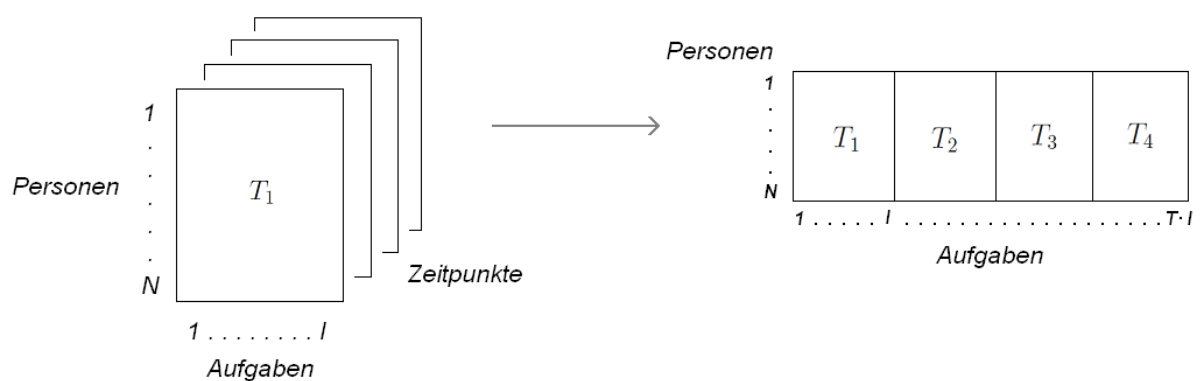 Personen
1
.
.
.
.
.
N
T₁
Zeitpunkte
1 . . . . . . . . I
Aufgaben
Personen
1
.
.
.
.
N
T₁ T₂ T₃ T₄
1 . . . . . I . . . . . . . . . . . . . . . . . . . T·I
Aufgaben